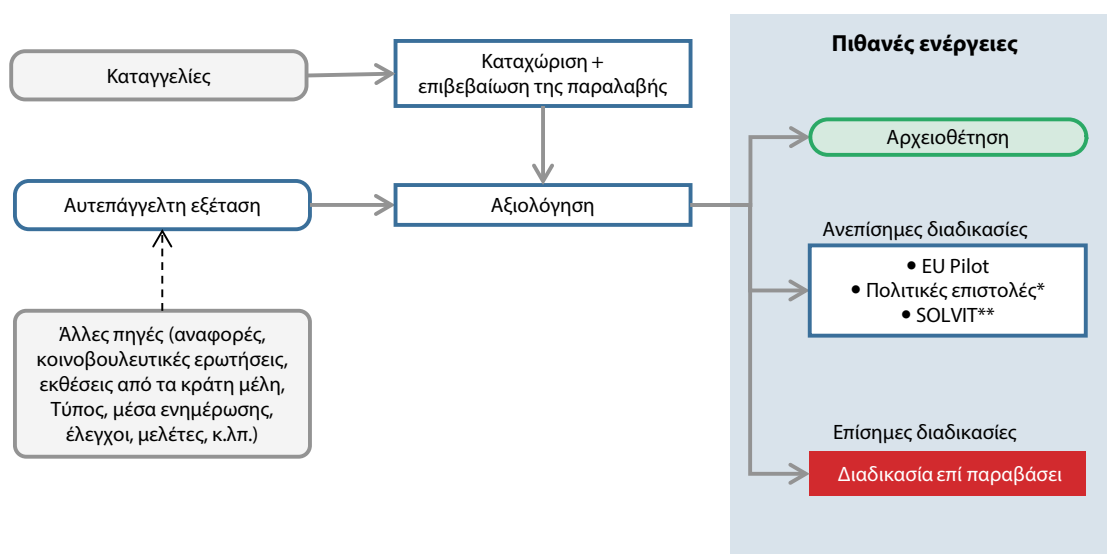 Καταγγελίες
Καταχώριση +
επιβεβαίωση της παραλαβής
Αυτεπάγγελτη εξέταση
Αξιολόγηση
Άλλες πηγές (αναφορές,
κοινοβουλευτικές ερωτήσεις,
εκθέσεις από τα κράτη μέλη,
Τύπος, μέσα ενημέρωσης,
έλεγχοι, μελέτες, κ.λπ.)
Πιθανές ενέργειες
Αρχειοθέτηση
Ανεπίσημες διαδικασίες
• EU Pilot
• Πολιτικές επιστολές*
• SOLVIT**
Επίσημες διαδικασίες
Διαδικασία επί παραβάσει